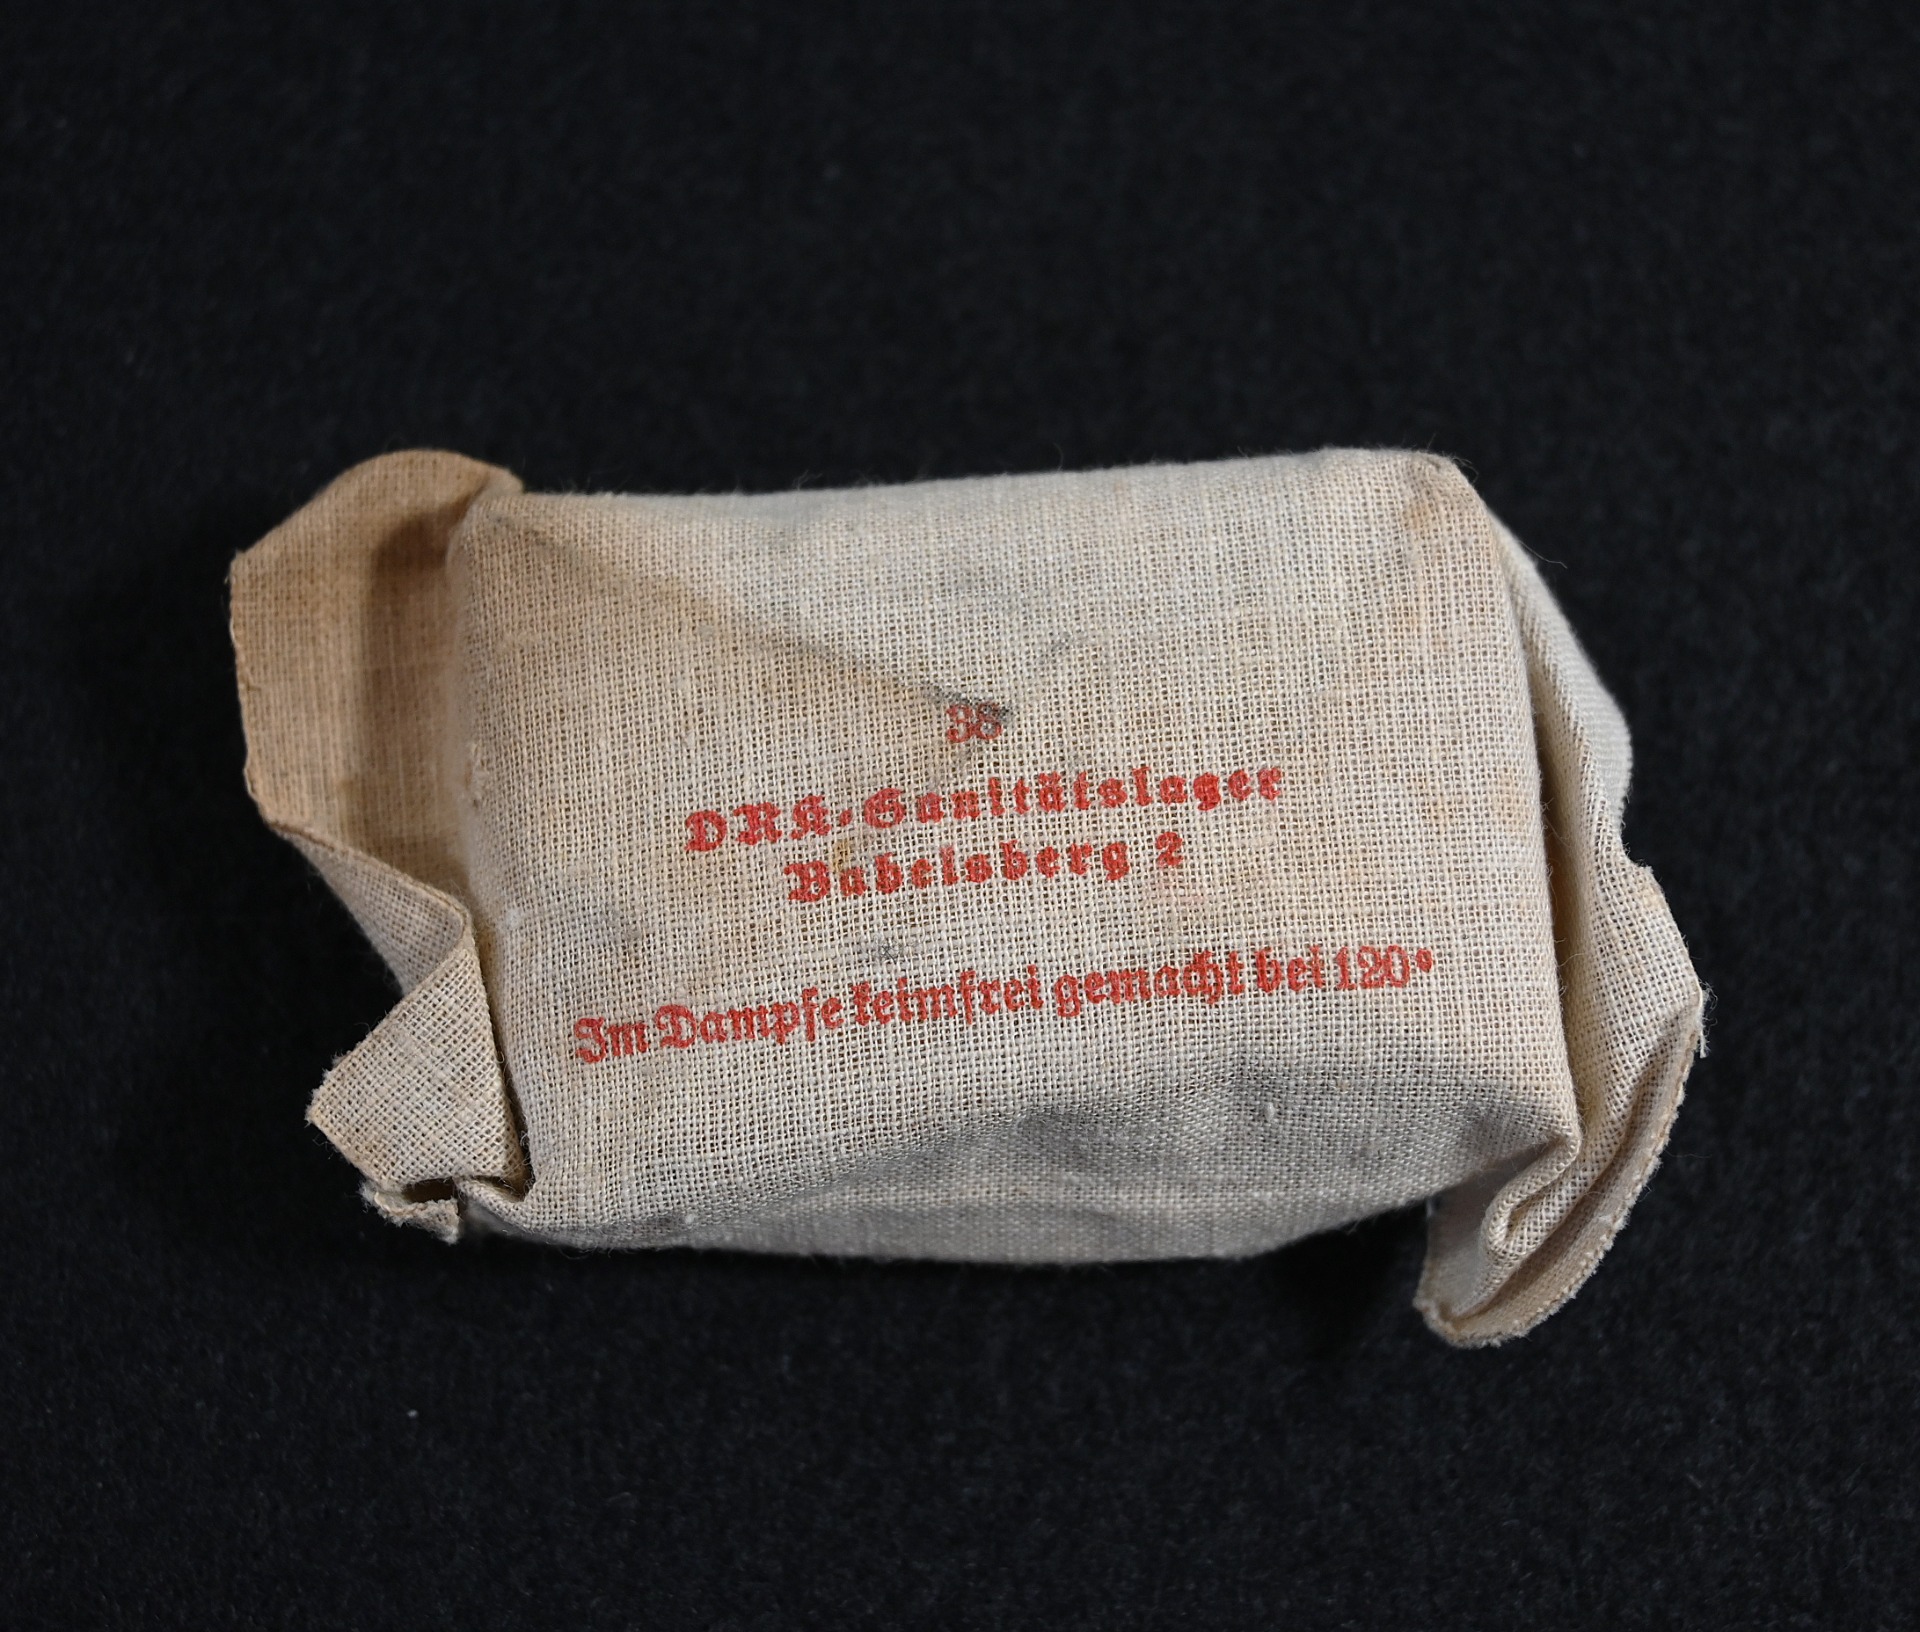 38
DRK-Sanitätslager
Babelsberg 2
Im Dampfe keimfrei gemacht bei 120°